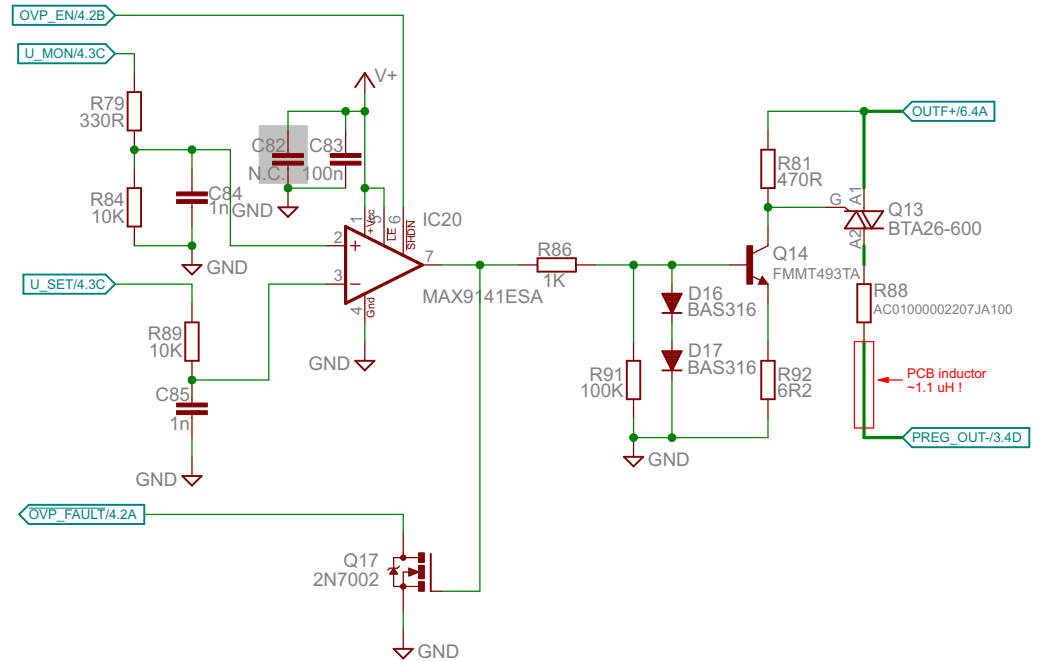 OVP_EN/4.2B
U_MON/4.3C
V+
R79
330R
C82
N.C.
C83
100n
OUTF+/6.4A
R81
470R
R84
10K
C84
1n
GND
GND
1
+Vcc
5
LE
6
SHDN
IC20
2
+
3
−
7
4
Gnd
MAX9141ESA
GND
G
A1
A2
Q13
BTA26-600
U_SET/4.3C
R86
1K
Q14
FMMT493TA
R88
AC01000002207JA100
D16
BAS316
R89
10K
D17
BAS316
R91
100K
R92
6R2
PCB inductor
~1.1 uH !
C85
1n
PREG_OUT-/3.4D
GND
GND
OVP_FAULT/4.2A
Q17
2N7002
GND